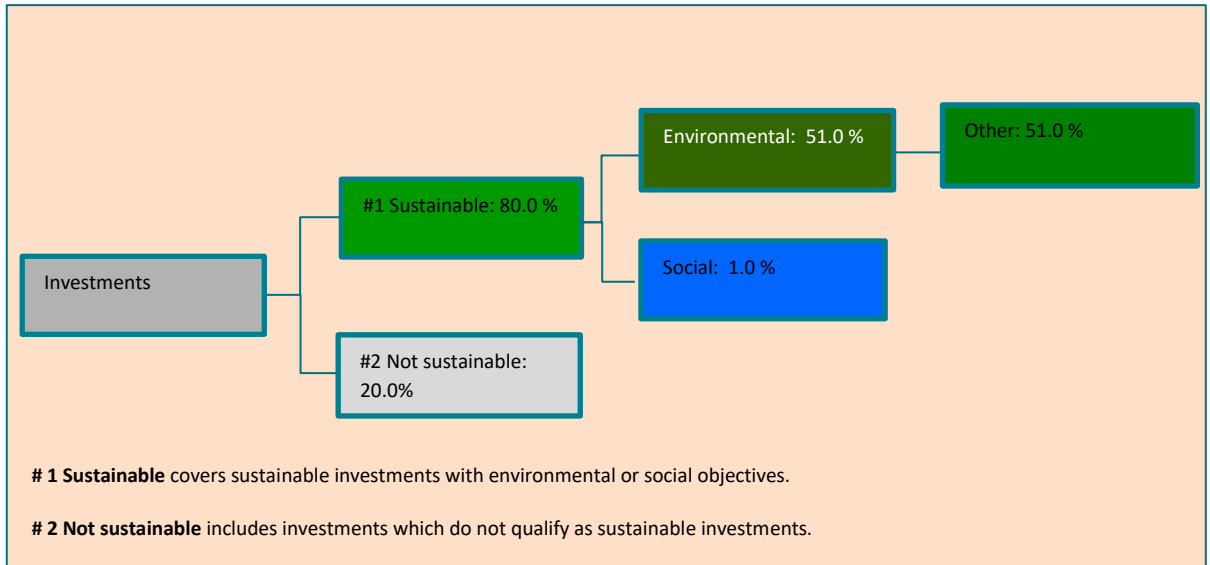 Environmental:  51.0 %
Other: 51.0 %
#1 Sustainable: 80.0 %
Social:  1.0 %
Investments
#2 Not sustainable:
20.0%
# 1 Sustainable covers sustainable investments with environmental or social objectives.
# 2 Not sustainable includes investments which do not qualify as sustainable investments.